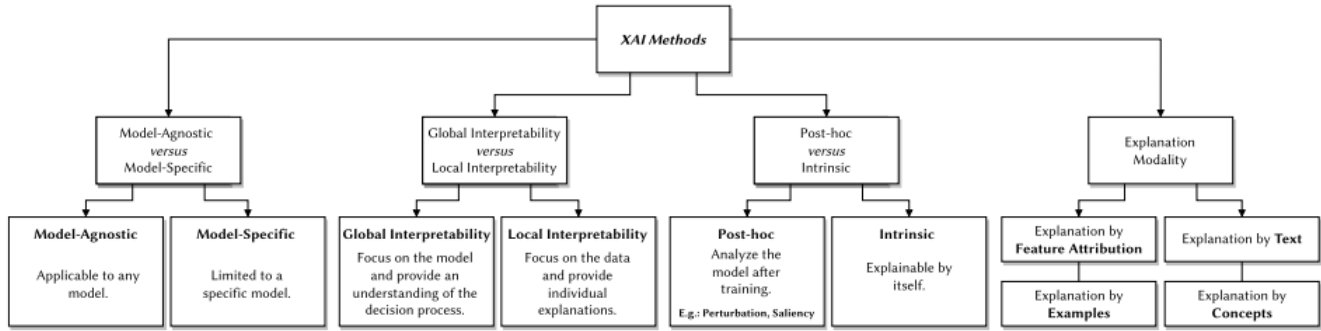 XAI Methods
Model-Agnostic
versus
Model-Specific
Global Interpretability
versus
Local Interpretability
Post-hoc
versus
Intrinsic
Explanation
Modality
Model-Agnostic
Applicable to any
model.
Model-Specific
Limited to a
specific model.
Global Interpretability
Focus on the model
and provide an
understanding of the
decision process.
Local Interpretability
Focus on the data
and provide
individual
explanations.
Post-hoc
Analyze the
model after
training.
E.g.: Perturbation, Saliency
Intrinsic
Explainable by
itself.
Explanation by
Feature Attribution
Explanation by Text
Explanation by
Examples
Explanation by
Concepts